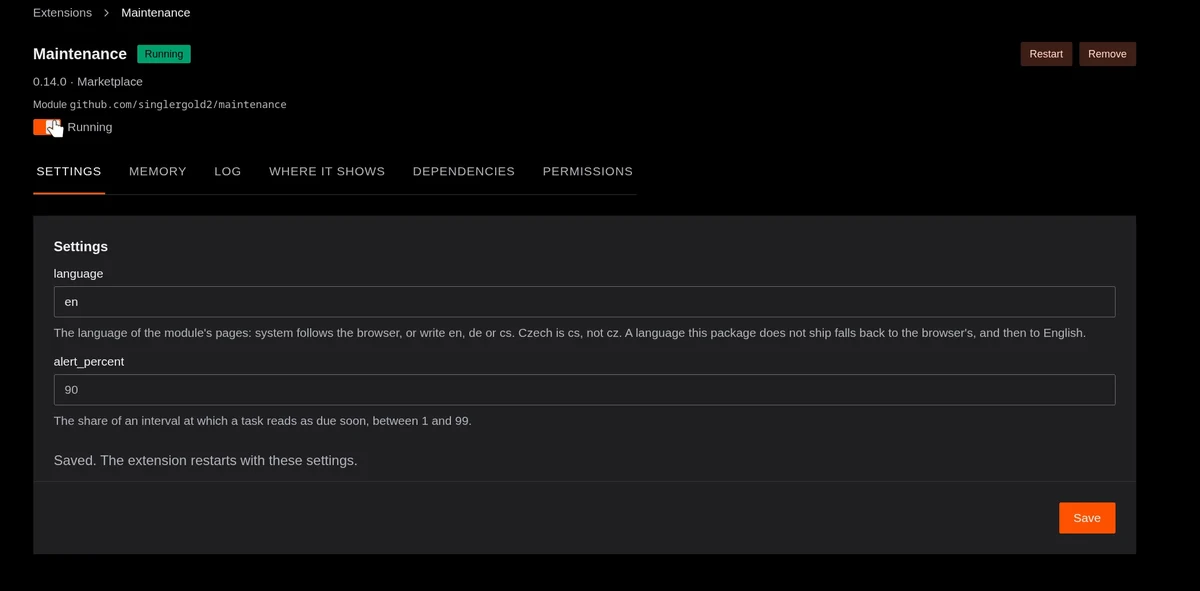 Extensions > Maintenance
Maintenance Running
Restart Remove
0.14.0 · Marketplace
Module github.com/singlergold2/maintenance
Running
SETTINGS MEMORY LOG WHERE IT SHOWS DEPENDENCIES PERMISSIONS
Settings
language
en
The language of the module's pages: system follows the browser, or write en, de or cs. Czech is cs, not cz. A language this package does not ship falls back to the browser's, and then to English.
alert_percent
90
The share of an interval at which a task reads as due soon, between 1 and 99.
Saved. The extension restarts with these settings.
Save